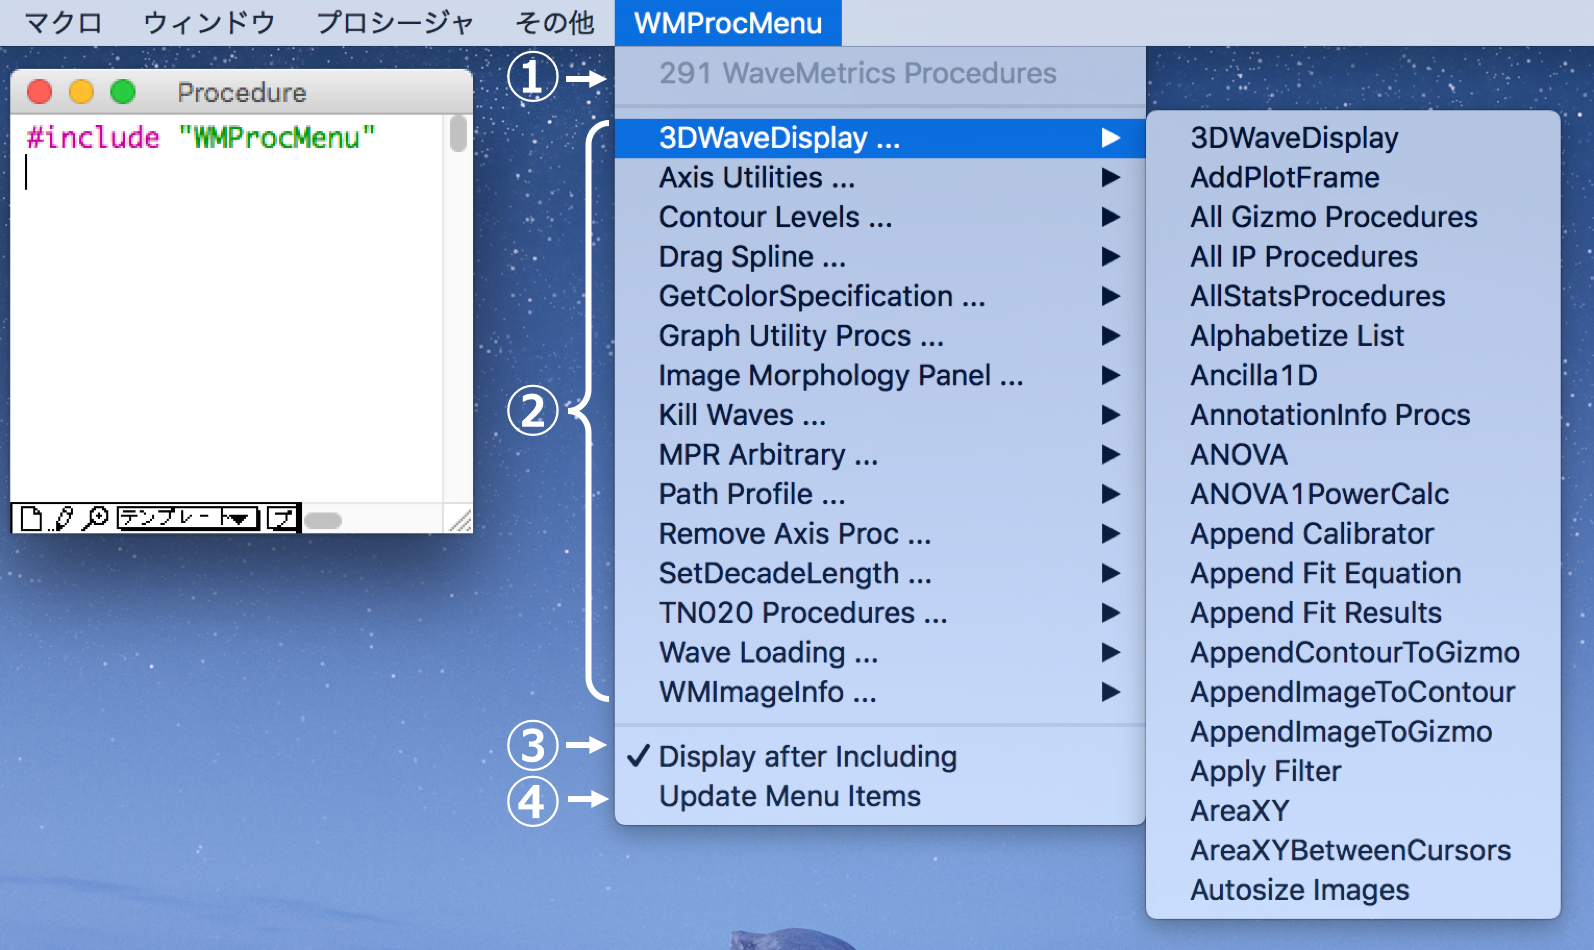 マクロ ウィンドウ プロシージャ その他 WMProcMenu
Procedure
#include "WMProcMenu"
テンプレート プ
① 291 WaveMetrics Procedures
②
3DWaveDisplay ...
Axis Utilities ...
Contour Levels ...
Drag Spline ...
GetColorSpecification ...
Graph Utility Procs ...
Image Morphology Panel ...
Kill Waves ...
MPR Arbitrary ...
Path Profile ...
Remove Axis Proc ...
SetDecadeLength ...
TN020 Procedures ...
Wave Loading ...
WMImageInfo ...
③ ✓ Display after Including
④ Update Menu Items
3DWaveDisplay
AddPlotFrame
All Gizmo Procedures
All IP Procedures
AllStatsProcedures
Alphabetize List
Ancilla1D
AnnotationInfo Procs
ANOVA
ANOVA1PowerCalc
Append Calibrator
Append Fit Equation
Append Fit Results
AppendContourToGizmo
AppendImageToContour
AppendImageToGizmo
Apply Filter
AreaXY
AreaXYBetweenCursors
Autosize Images